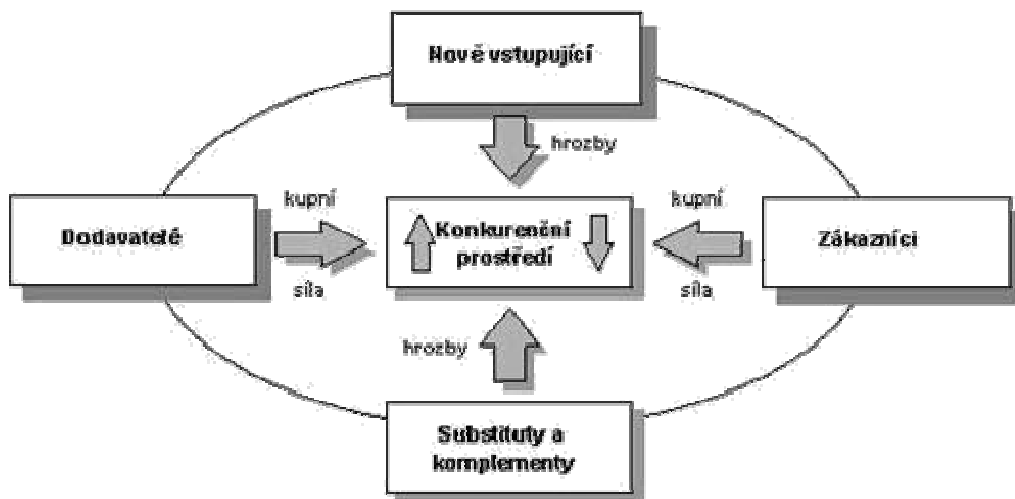 Nově vstupující
hrozby
kupní
Dodavatelé
síla
Konkurenční
prostředí
kupní
Zákazníci
síla
hrozby
Substituty a
komplementy